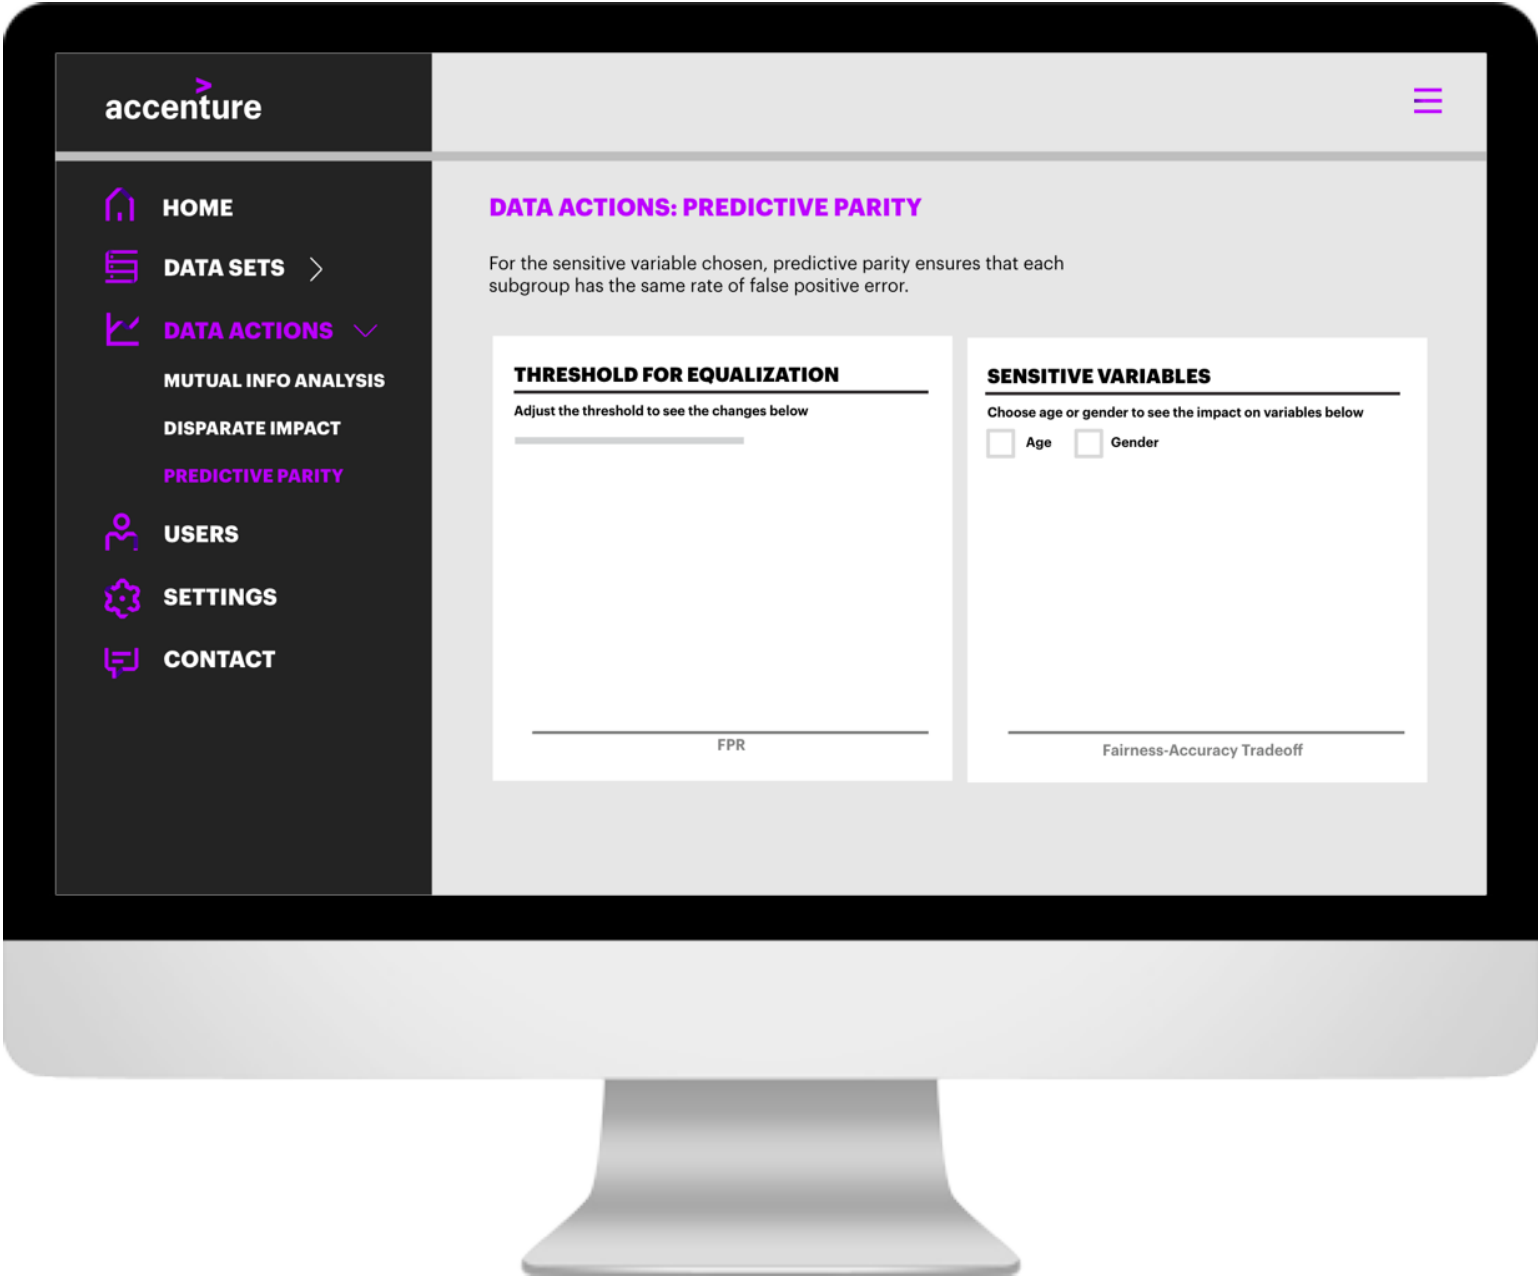 accenture
HOME
DATA SETS
DATA ACTIONS
MUTUAL INFO ANALYSIS
DISPARATE IMPACT
PREDICTIVE PARITY
USERS
SETTINGS
CONTACT
DATA ACTIONS: PREDICTIVE PARITY
For the sensitive variable chosen, predictive parity ensures that each
subgroup has the same rate of false positive error.
THRESHOLD FOR EQUALIZATION
Adjust the threshold to see the changes below
FPR
SENSITIVE VARIABLES
Choose age or gender to see the impact on variables below
Age Gender
Fairness-Accuracy Tradeoff